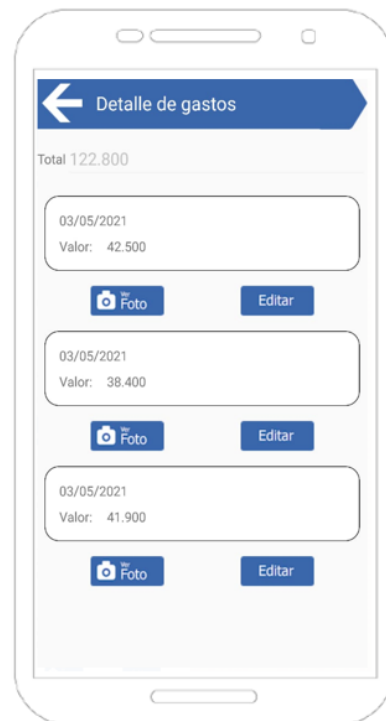 Detalle de gastos
Total 122.800
03/05/2021
Valor: 42.500
Ver
Foto
Editar
03/05/2021
Valor: 38.400
Ver
Foto
Editar
03/05/2021
Valor: 41.900
Ver
Foto
Editar